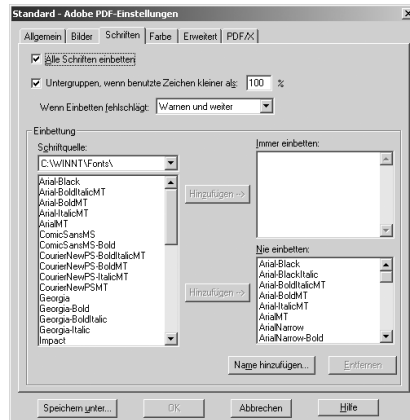 Standard - Adobe PDF-Einstellungen
Allgemein Bilder Schriften Farbe Erweitert PDF/X
Alle Schriften einbetten
Untergruppen, wenn benutzte Zeichen kleiner als: 100 %
Wenn Einbetten fehlschlägt: Warnen und weiter
Einbettung
Schriftquelle:
C:\WINNT\Fonts\
Arial-Black
Arial-BoldItalicMT
Arial-BoldMT
Arial-ItalicMT
ArialMT
ComicSansMS
ComicSansMS-Bold
CourierNewPS-BoldItalicMT
CourierNewPS-BoldMT
CourierNewPS-ItalicMT
CourierNewPSMT
Georgia
Georgia-Bold
Georgia-BoldItalic
Georgia-Italic
Impact
Hinzufügen ->
Hinzufügen ->
Immer einbetten:
Nie einbetten:
Arial-Black
Arial-BlackItalic
Arial-BoldItalicMT
Arial-BoldMT
Arial-ItalicMT
ArialMT
ArialNarrow
ArialNarrow-Bold
Name hinzufügen... Entfernen
Speichern unter... OK Abbrechen Hilfe